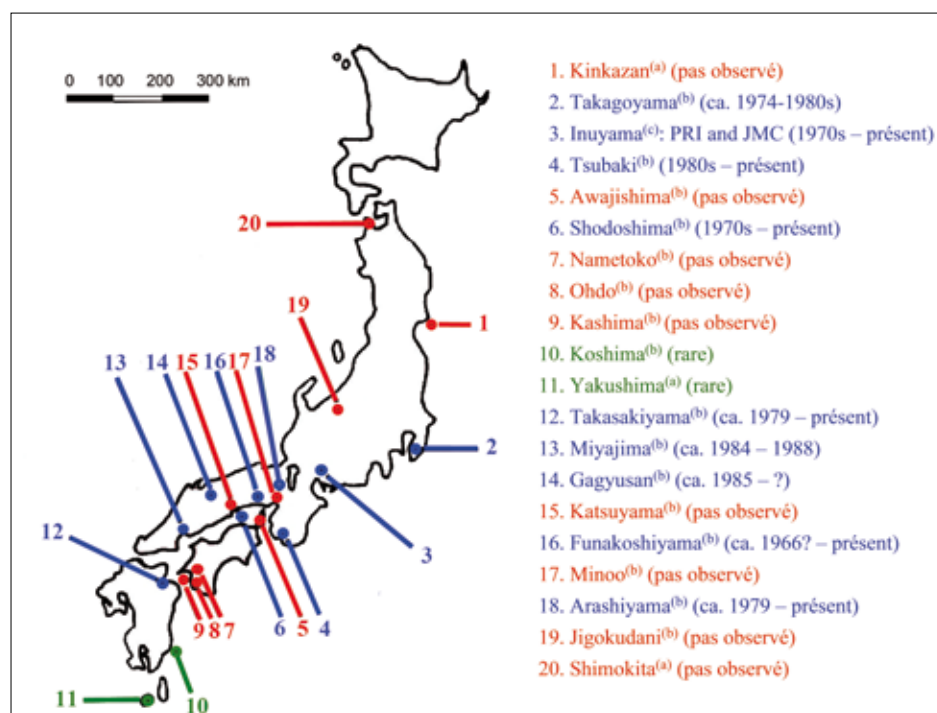 0 100 200 300 km
1. Kinkazan(a) (pas observé)
2. Takagoyama(b) (ca. 1974-1980s)
3. Inuyama(c): PRI and JMC (1970s – présent)
4. Tsubaki(b) (1980s – présent)
5. Awajishima(b) (pas observé)
6. Shodoshima(b) (1970s – présent)
7. Nametoko(b) (pas observé)
8. Ohdo(b) (pas observé)
9. Kashima(b) (pas observé)
10. Koshima(b) (rare)
11. Yakushima(a) (rare)
12. Takasakiyama(b) (ca. 1979 – présent)
13. Miyajima(b) (ca. 1984 – 1988)
14. Gagyusan(b) (ca. 1985 – ?)
15. Katsuyama(b) (pas observé)
16. Funakoshiyama(b) (ca. 1966? – présent)
17. Minoo(b) (pas observé)
18. Arashiyama(b) (ca. 1979 – présent)
19. Jigokudani(b) (pas observé)
20. Shimokita(a) (pas observé)
20
19
1
13 14 15 16 17 18
2
12
3
9 8 7 6 5 4
11
10